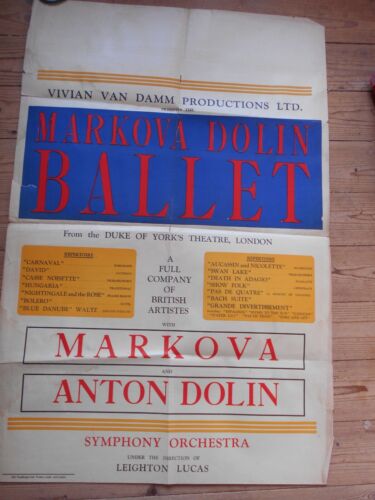 VIVIAN VAN DAMM PRODUCTIONS LTD.
MARKOVA DOLIN
BALLET
From the DUKE OF YORK'S THEATRE, LONDON
REPERTOIRE
"CARNAVAL"
"DAVID"
"CASSE NOISETTE"
"HUNGARIA"
"NIGHTINGALE and the ROSE"
"BOLERO"
"BLUE DANUBE" WALTZ
A
FULL
COMPANY
OF
BRITISH
ARTISTES
REPERTOIRE
"AUCASSIN and NICOLETTE"
"SWAN LAKE"
"DEATH IN ADAGIO"
"SHOW FOLK"
"PAS DE QUATRE"
"BACH SUITE"
"GRANDE DIVERTISEMENT"
WITH
MARKOVA
AND
ANTON DOLIN
SYMPHONY ORCHESTRA
UNDER THE DIRECTION OF
LEIGHTON LUCAS